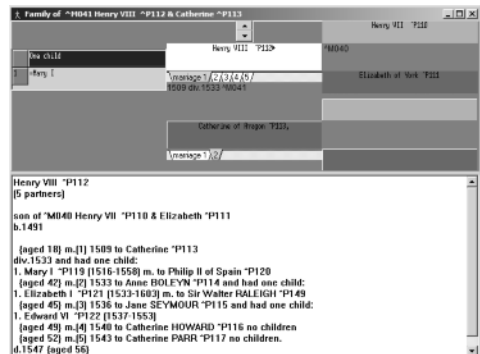 Family of ^M041 Henry VIII ^P112 & Catherine ^P113
Henry VII ^P110
Henry VIII ^P112>
^M040
One child
1 >Mary I
\marriage 1/2/3/4/5/
1509 div.1533 ^M041
Elizabeth of York ^P111
Catherine of Aragon ^P113,
\marriage 1/2/
Henry VIII ^P112
(5 partners)
son of ^M040 Henry VII ^P110 & Elizabeth ^P111
b.1491
(aged 18) m.(1) 1509 to Catherine ^P113
div.1533 and had one child:
1. Mary I ^P119 (1516-1558) m. to Philip II of Spain ^P120
(aged 42) m.(2) 1533 to Anne BOLEYN ^P114 and had one child:
1. Elizabeth I ^P121 (1533-1603) m. to Sir Walter RALEIGH ^P149
(aged 45) m.(3) 1536 to Jane SEYMOUR ^P115 and had one child:
1. Edward VI ^P122 (1537-1553)
(aged 49) m.(4) 1540 to Catherine HOWARD ^P116 no children
(aged 52) m.(5) 1543 to Catherine PARR ^P117 no children.
d.1547 (aged 56)